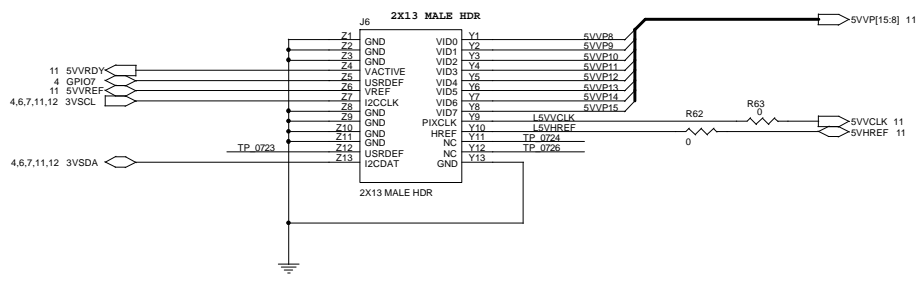 2X13 MALE HDR
J6
Z1 GND VID0 Y1 5VVP8
Z2 GND VID1 Y2 5VVP9
Z3 GND VID2 Y3 5VVP10
11 5VVRDY Z4 VACTIVE VID3 Y4 5VVP11
4 GPIO7 Z5 USRDEF VID4 Y5 5VVP12
11 5VVREF Z6 VREF VID5 Y6 5VVP13
4,6,7,11,12 3VSCL Z7 I2CCLK VID6 Y7 5VVP14
Z8 GND VID7 Y8 5VVP15
Z9 GND PIXCLK Y9 L5VVCLK
Z10 GND HREF Y10 L5VHREF
Z11 GND NC Y11 TP_0724
TP_0723 Z12 USRDEF NC Y12 TP_0726
4,6,7,11,12 3VSDA Z13 I2CDAT GND Y13
2X13 MALE HDR
5VVP[15:8] 11
R63
0
5VVCLK 11
R62
0
5VHREF 11